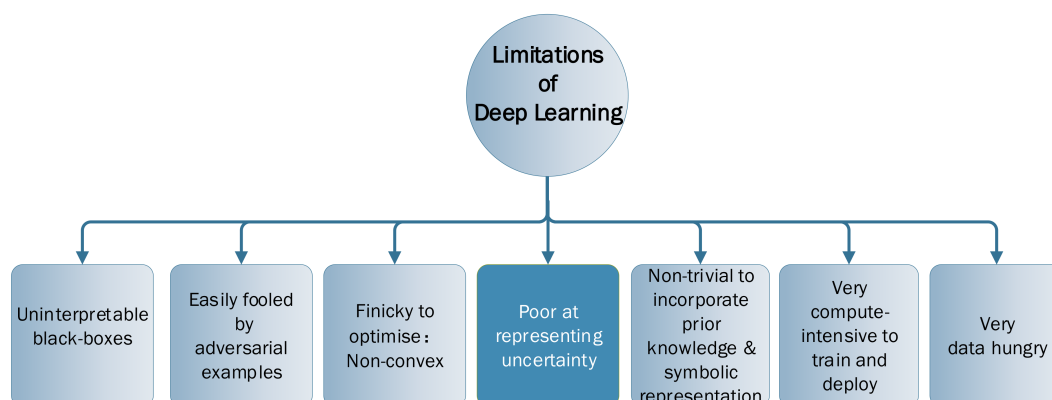 Limitations
of
Deep Learning
Uninterpretable
black-boxes
Easily fooled
by
adversarial
examples
Finicky to
optimise：
Non-convex
Poor at
representing
uncertainty
Non-trivial to
incorporate
prior
knowledge &
symbolic
representation
Very
compute-
intensive to
train and
deploy
Very
data hungry